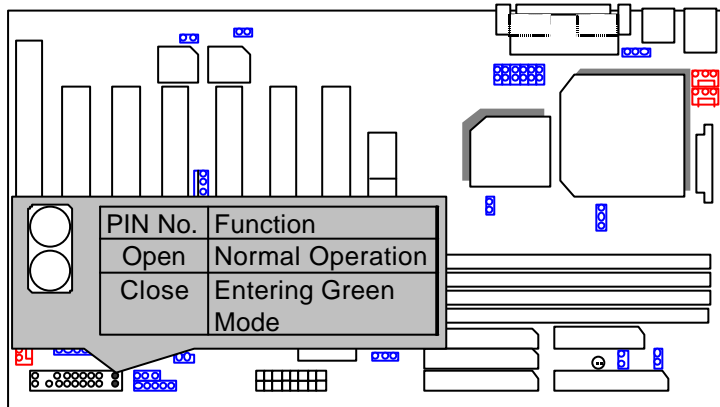 PIN No. Function
Open Normal Operation
Close Entering Green
Mode